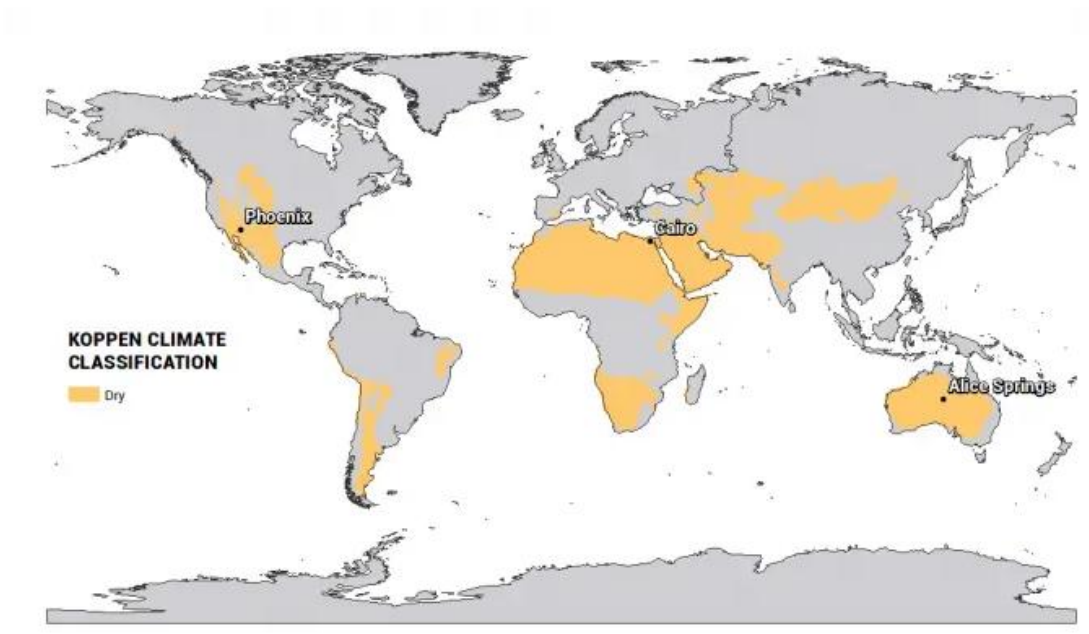 Phoenix
Cairo
KOPPEN CLIMATE
CLASSIFICATION
Dry
Alice Springs